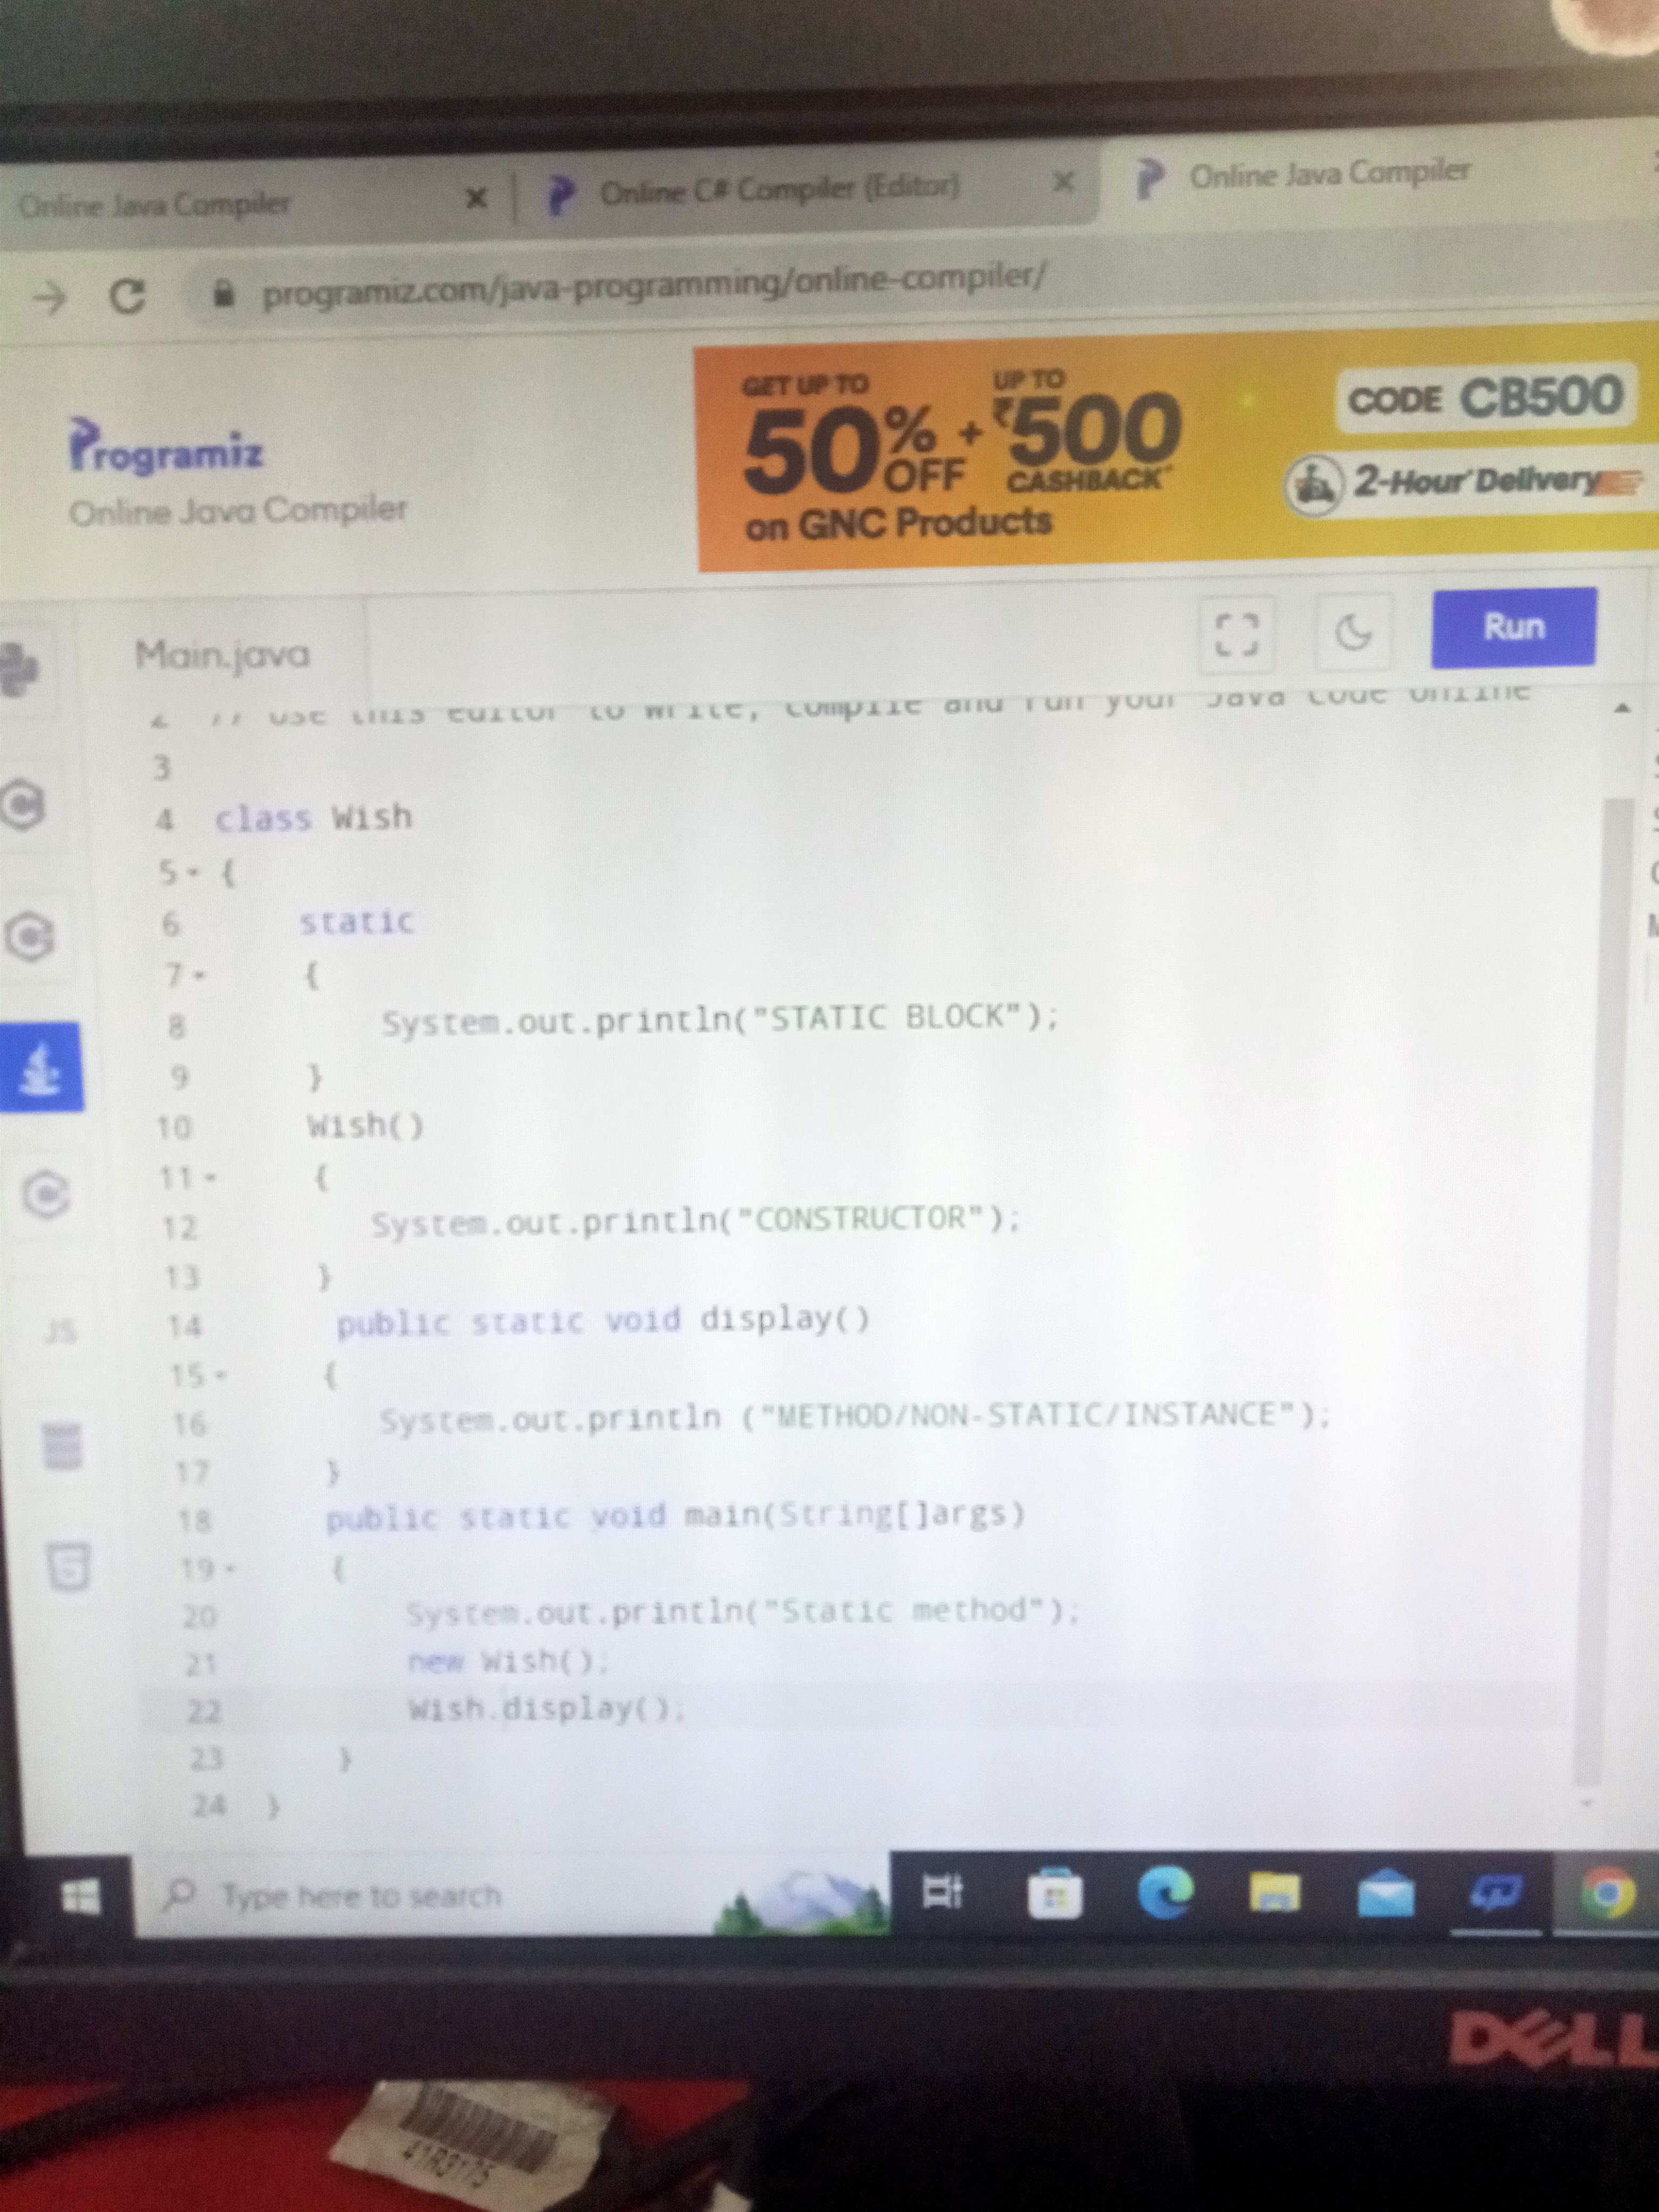 Online Java Compiler
Online C# Compiler (Editor)
Online Java Compiler
programiz.com/java-programming/online-compiler/
GET UP TO
50% OFF + UP TO ₹500 CASHBACK*
on GNC Products
CODE CB500
2-Hour* Delivery
Programiz
Online Java Compiler
Main.java
Run
2 // Use this editor to write, compile and run your Java code online
3
4 class Wish
5 {
6 static
7 {
8 System.out.println("STATIC BLOCK");
9 }
10 Wish()
11 {
12 System.out.println("CONSTRUCTOR");
13 }
14 public static void display()
15 {
16 System.out.println ("METHOD/NON-STATIC/INSTANCE");
17 }
18 public static void main(String[]args)
19 {
20 System.out.println("Static method");
21 new Wish();
22 Wish.display();
23 }
24 }
JS
Type here to search
DELL
41R9175